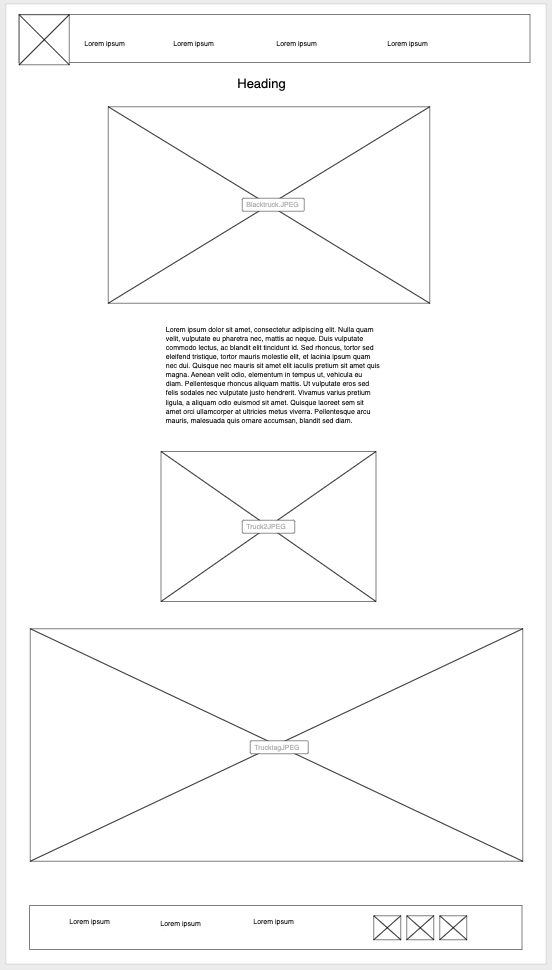 Lorem ipsum Lorem ipsum Lorem ipsum Lorem ipsum
Heading
Blacktruck.JPEG
Lorem ipsum dolor sit amet, consectetur adipiscing elit. Nulla quam
velit, vulputate eu pharetra nec, mattis ac neque. Duis vulputate
commodo lectus, ac blandit elit tincidunt id. Sed rhoncus, tortor sed
eleifend tristique, tortor mauris molestie elit, et lacinia ipsum quam
nec dui. Quisque nec mauris sit amet elit iaculis pretium sit amet quis
magna. Aenean velit odio, elementum in tempus ut, vehicula eu
diam. Pellentesque rhoncus aliquam mattis. Ut vulputate eros sed
felis sodales nec vulputate justo hendrerit. Vivamus varius pretium
ligula, a aliquam odio euismod sit amet. Quisque laoreet sem sit
amet orci ullamcorper at ultricies metus viverra. Pellentesque arcu
mauris, malesuada quis ornare accumsan, blandit sed diam.
Truck2JPEG
TrucktagJPEG
Lorem ipsum Lorem ipsum Lorem ipsum